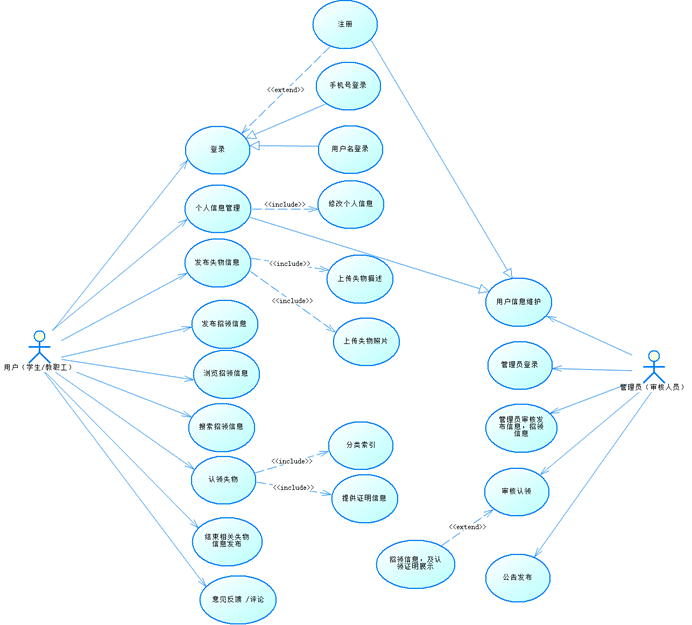 注册
<<extend>>
手机号登录
登录
用户名登录
个人信息管理
<<include>>
修改个人信息
发布失物信息
<<include>>
上传失物描述
<<include>>
用户信息维护
发布招领信息
上传失物照片
用户（学生/教职工）
浏览招领信息
管理员登录
管理员（审核人员）
搜索招领信息
管理员审核发
布信息，招领
信息
分类索引
<<include>>
认领失物
<<include>>
提供证明信息
审核认领
<<extend>>
结束相关失物
信息发布
招领信息，及认
领证明展示
公告发布
意见反馈 /评论